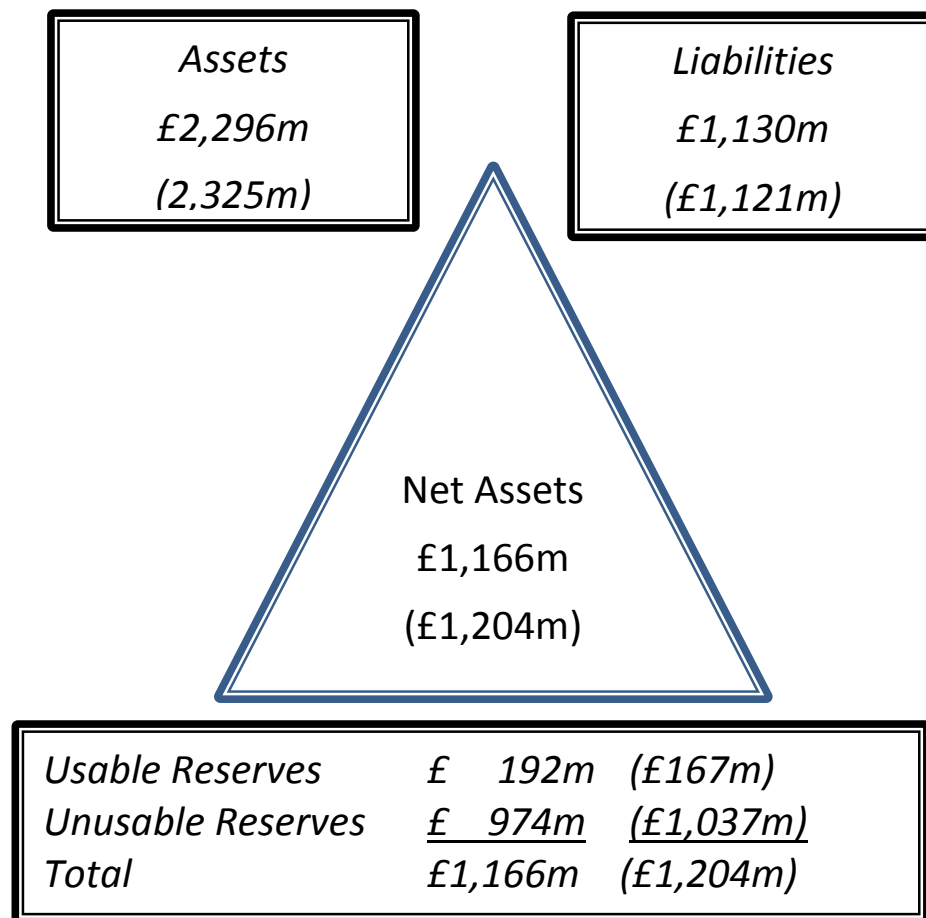 Assets
£2,296m
(2,325m)
Liabilities
£1,130m
(£1,121m)
Net Assets
£1,166m
(£1,204m)
Usable Reserves £ 192m (£167m)
Unusable Reserves £ 974m (£1,037m)
Total £1,166m (£1,204m)